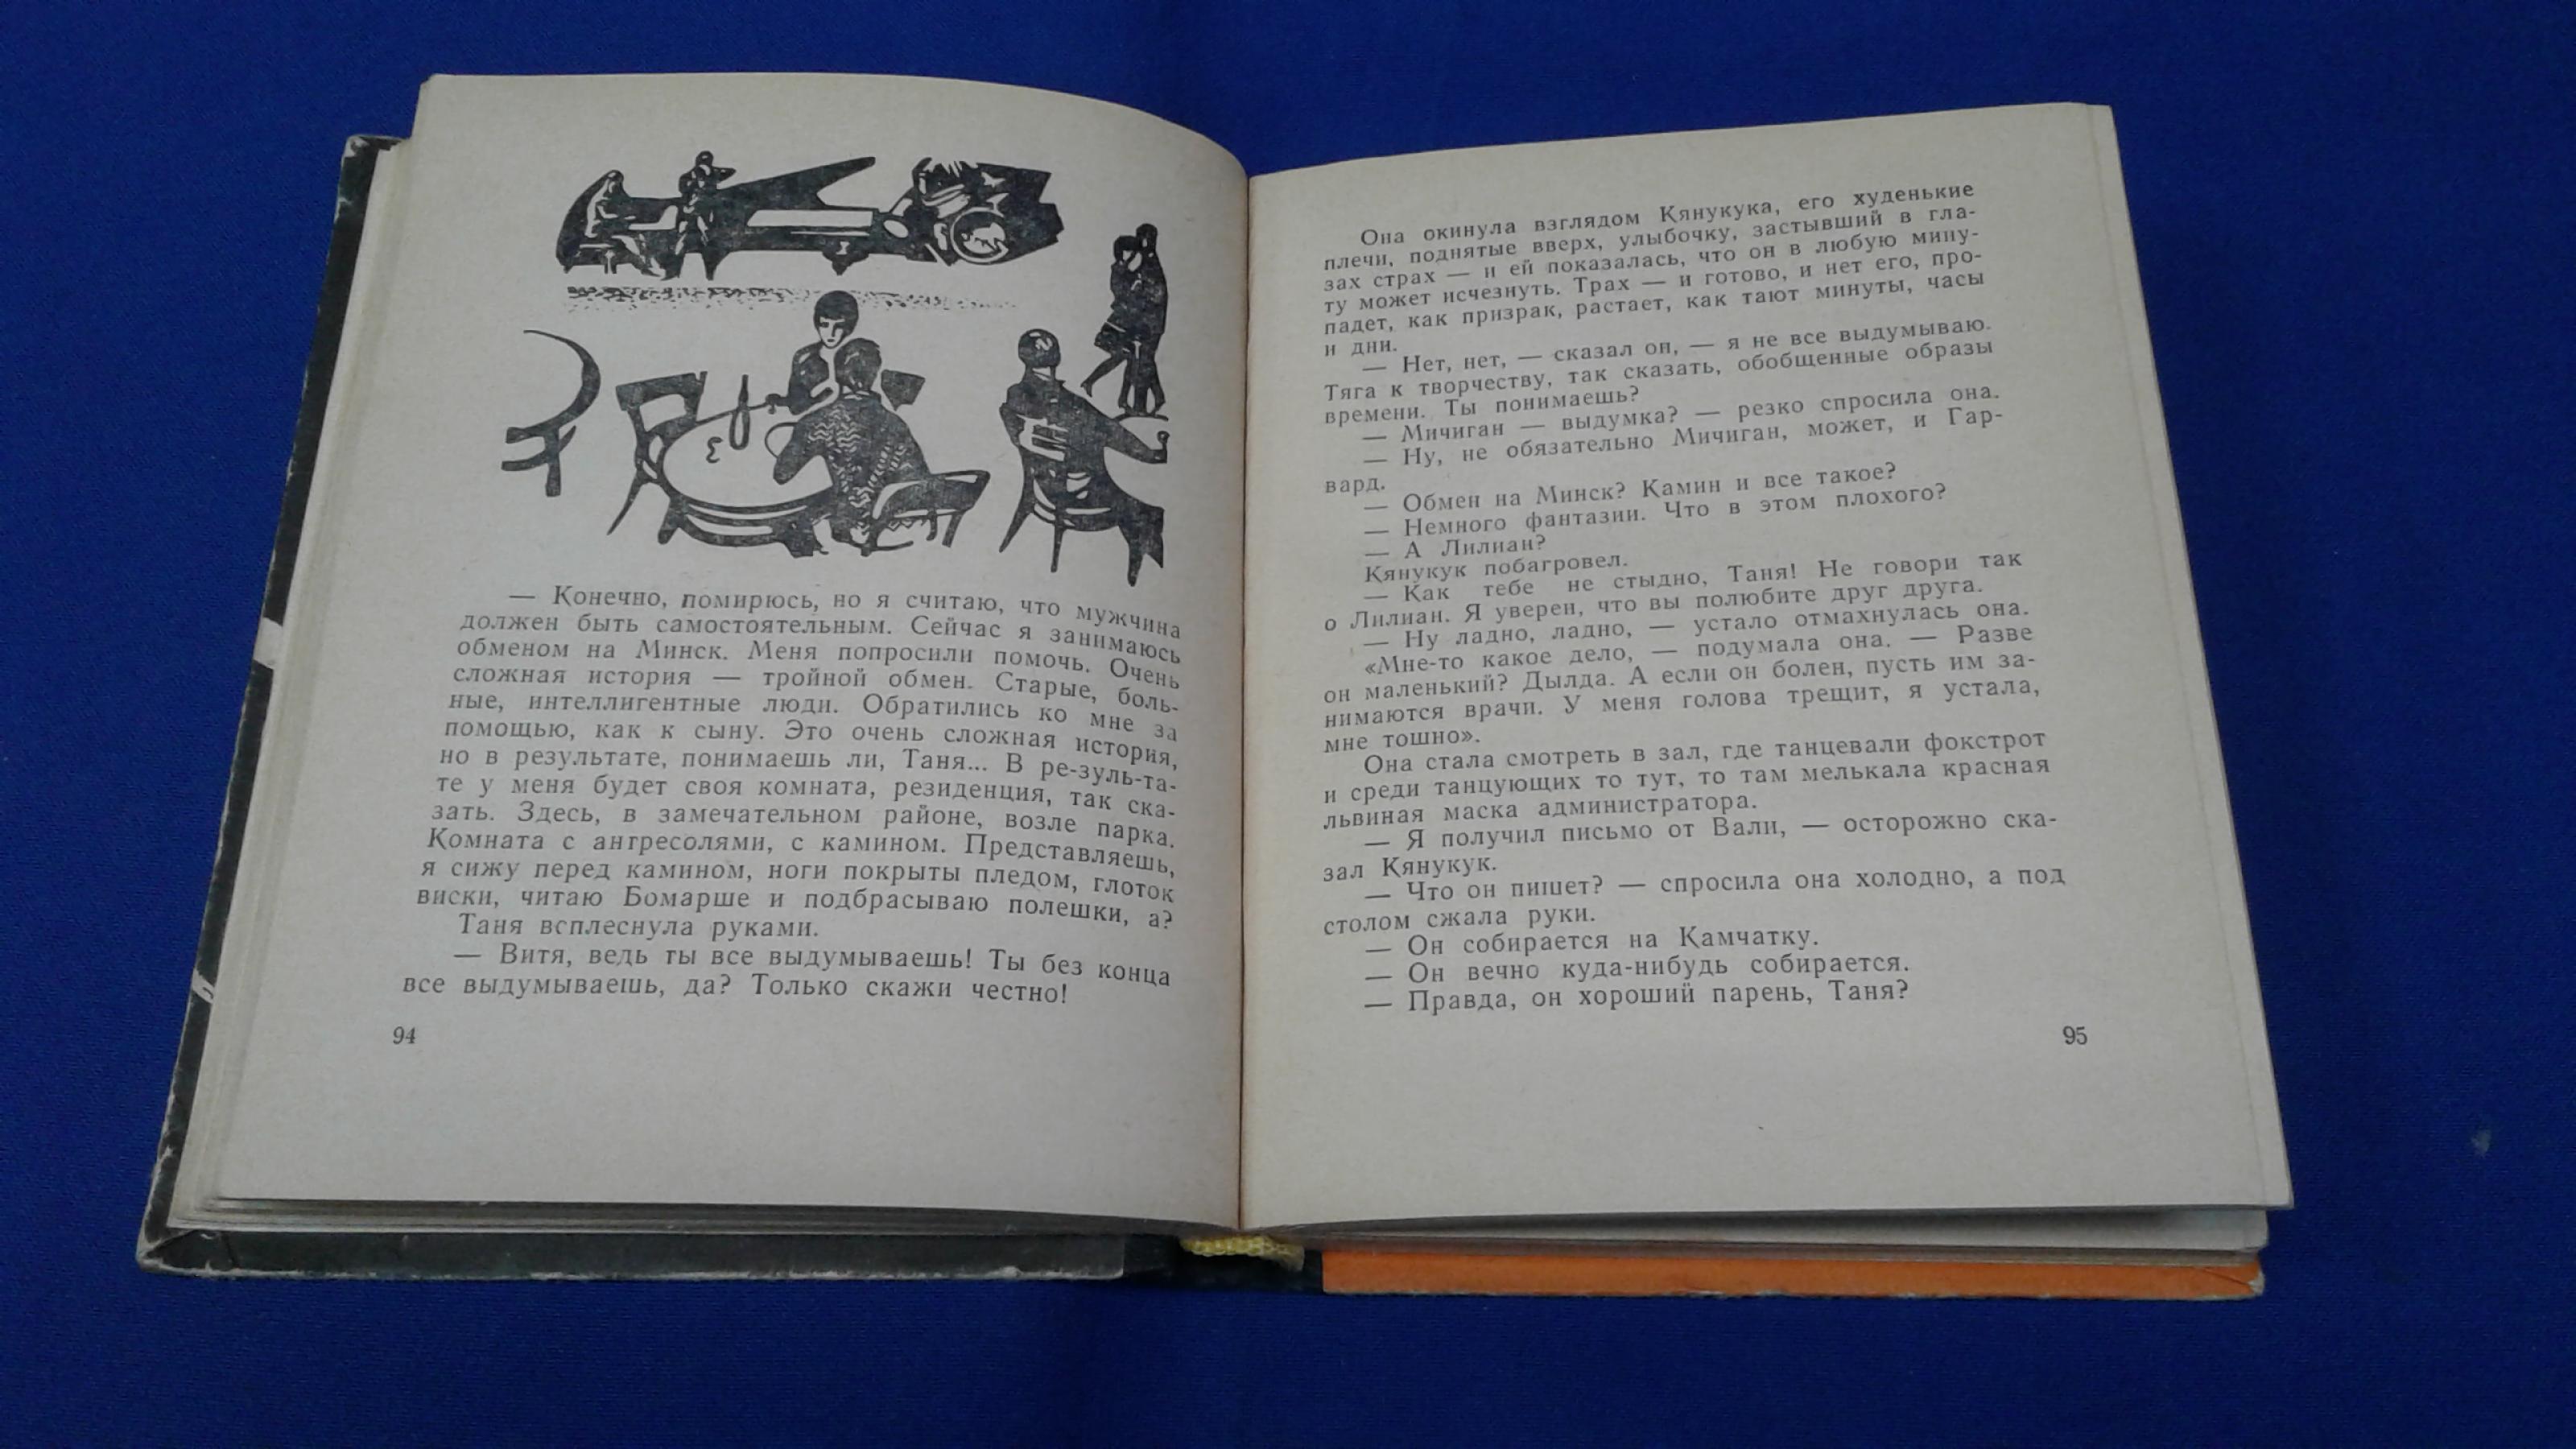 — Конечно, помирюсь, но я считаю, что мужчина
должен быть самостоятельным. Сейчас я занимаюсь
обменом на Минск. Меня попросили помочь. Очень
сложная история — тройной обмен. Старые, боль-
ные, интеллигентные люди. Обратились ко мне за
помощью, как к сыну. Это очень сложная история,
но в результате, понимаешь ли, Таня... В ре-зуль-та-
те у меня будет своя комната, резиденция, так ска-
зать. Здесь, в замечательном районе, возле парка.
Комната с ангресолями, с камином. Представляешь,
я сижу перед камином, ноги покрыты пледом, глоток
виски, читаю Бомарше и подбрасываю полешки, а?
Таня всплеснула руками.
— Витя, ведь ты все выдумываешь! Ты без конца
все выдумываешь, да? Только скажи честно!
94
Она окинула взглядом Кянукука, его худенькие
плечи, поднятые вверх, улыбочку, застывший в гла-
зах страх — и ей показалась, что он в любую мину-
ту может исчезнуть. Трах — и готово, и нет его, про-
падет, как призрак, растает, как тают минуты, часы
и дни.
— Нет, нет, — сказал он, — я не все выдумываю.
Тяга к творчеству, так сказать, обобщенные образы
времени. Ты понимаешь?
— Мичиган — выдумка? — резко спросила она.
— Ну, не обязательно Мичиган, может, и Гар-
вард.
— Обмен на Минск? Камин и все такое?
— Немного фантазии. Что в этом плохого?
— А Лилиан?
Кянукук побагровел.
— Как тебе не стыдно, Таня! Не говори так
о Лилиан. Я уверен, что вы полюбите друг друга.
— Ну ладно, ладно, — устало отмахнулась она.
«Мне-то какое дело, — подумала она. — Разве
он маленький? Дылда. А если он болен, пусть им за-
нимаются врачи. У меня голова трещит, я устала,
мне тошно».
Она стала смотреть в зал, где танцевали фокстрот
и среди танцующих то тут, то там мелькала красная
львиная маска администратора.
— Я получил письмо от Вали, — осторожно ска-
зал Кянукук.
— Что он пишет? — спросила она холодно, а под
столом сжала руки.
— Он собирается на Камчатку.
— Он вечно куда-нибудь собирается.
— Правда, он хороший парень, Таня?
95